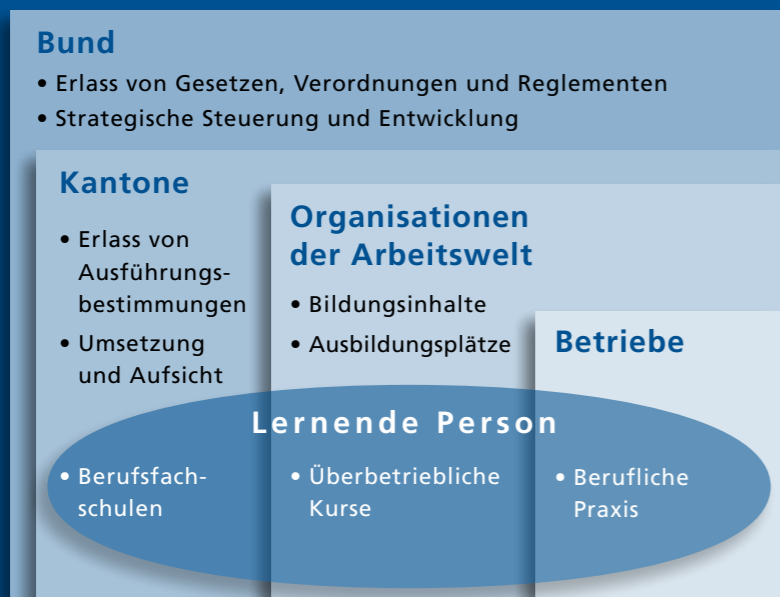 Bund
• Erlass von Gesetzen, Verordnungen und Reglementen
• Strategische Steuerung und Entwicklung
Kantone
• Erlass von
Ausführungs-
bestimmungen
• Umsetzung
und Aufsicht
Organisationen
der Arbeitswelt
• Bildungsinhalte
• Ausbildungsplätze
Betriebe
Lernende Person
• Berufsfach-
schulen
• Überbetriebliche
Kurse
• Berufliche
Praxis